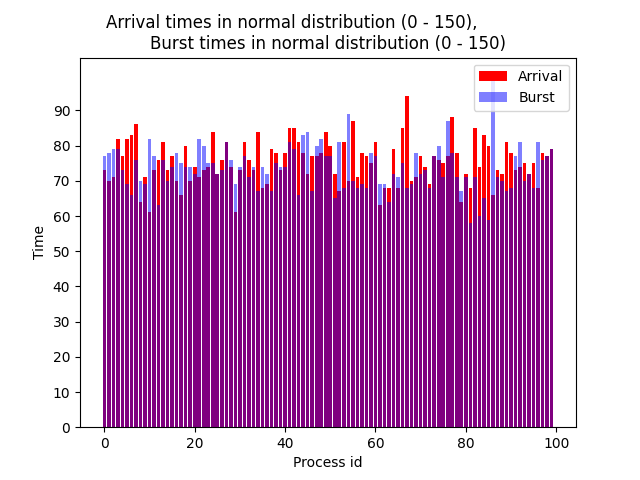 Arrival times in normal distribution (0 - 150),
Burst times in normal distribution (0 - 150)
Arrival
Burst
90
80
70
60
50
40
30
20
10
0
Time
0 20 40 60 80 100
Process id